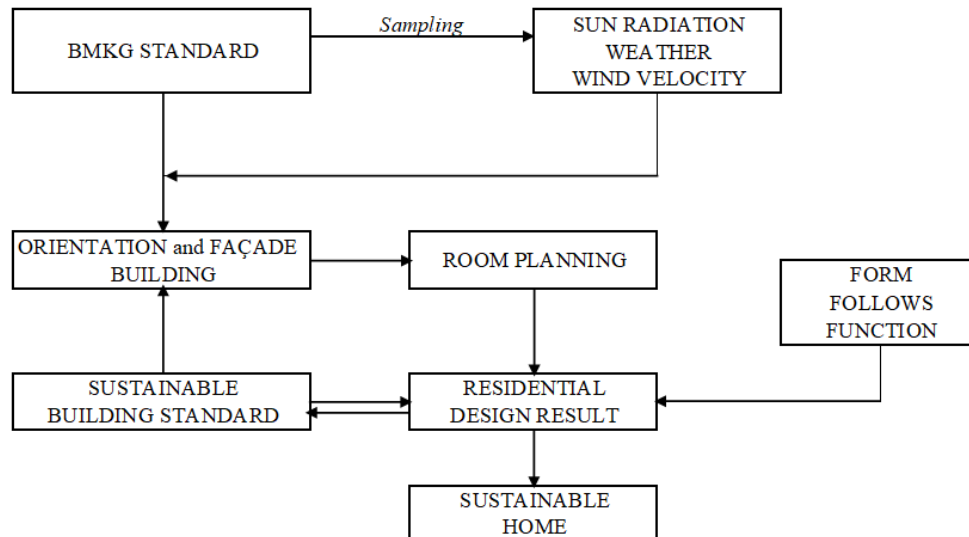 BMKG STANDARD
Sampling
SUN RADIATION
WEATHER
WIND VELOCITY
ORIENTATION and FAÇADE
BUILDING
ROOM PLANNING
FORM
FOLLOWS
FUNCTION
SUSTAINABLE
BUILDING STANDARD
RESIDENTIAL
DESIGN RESULT
SUSTAINABLE
HOME